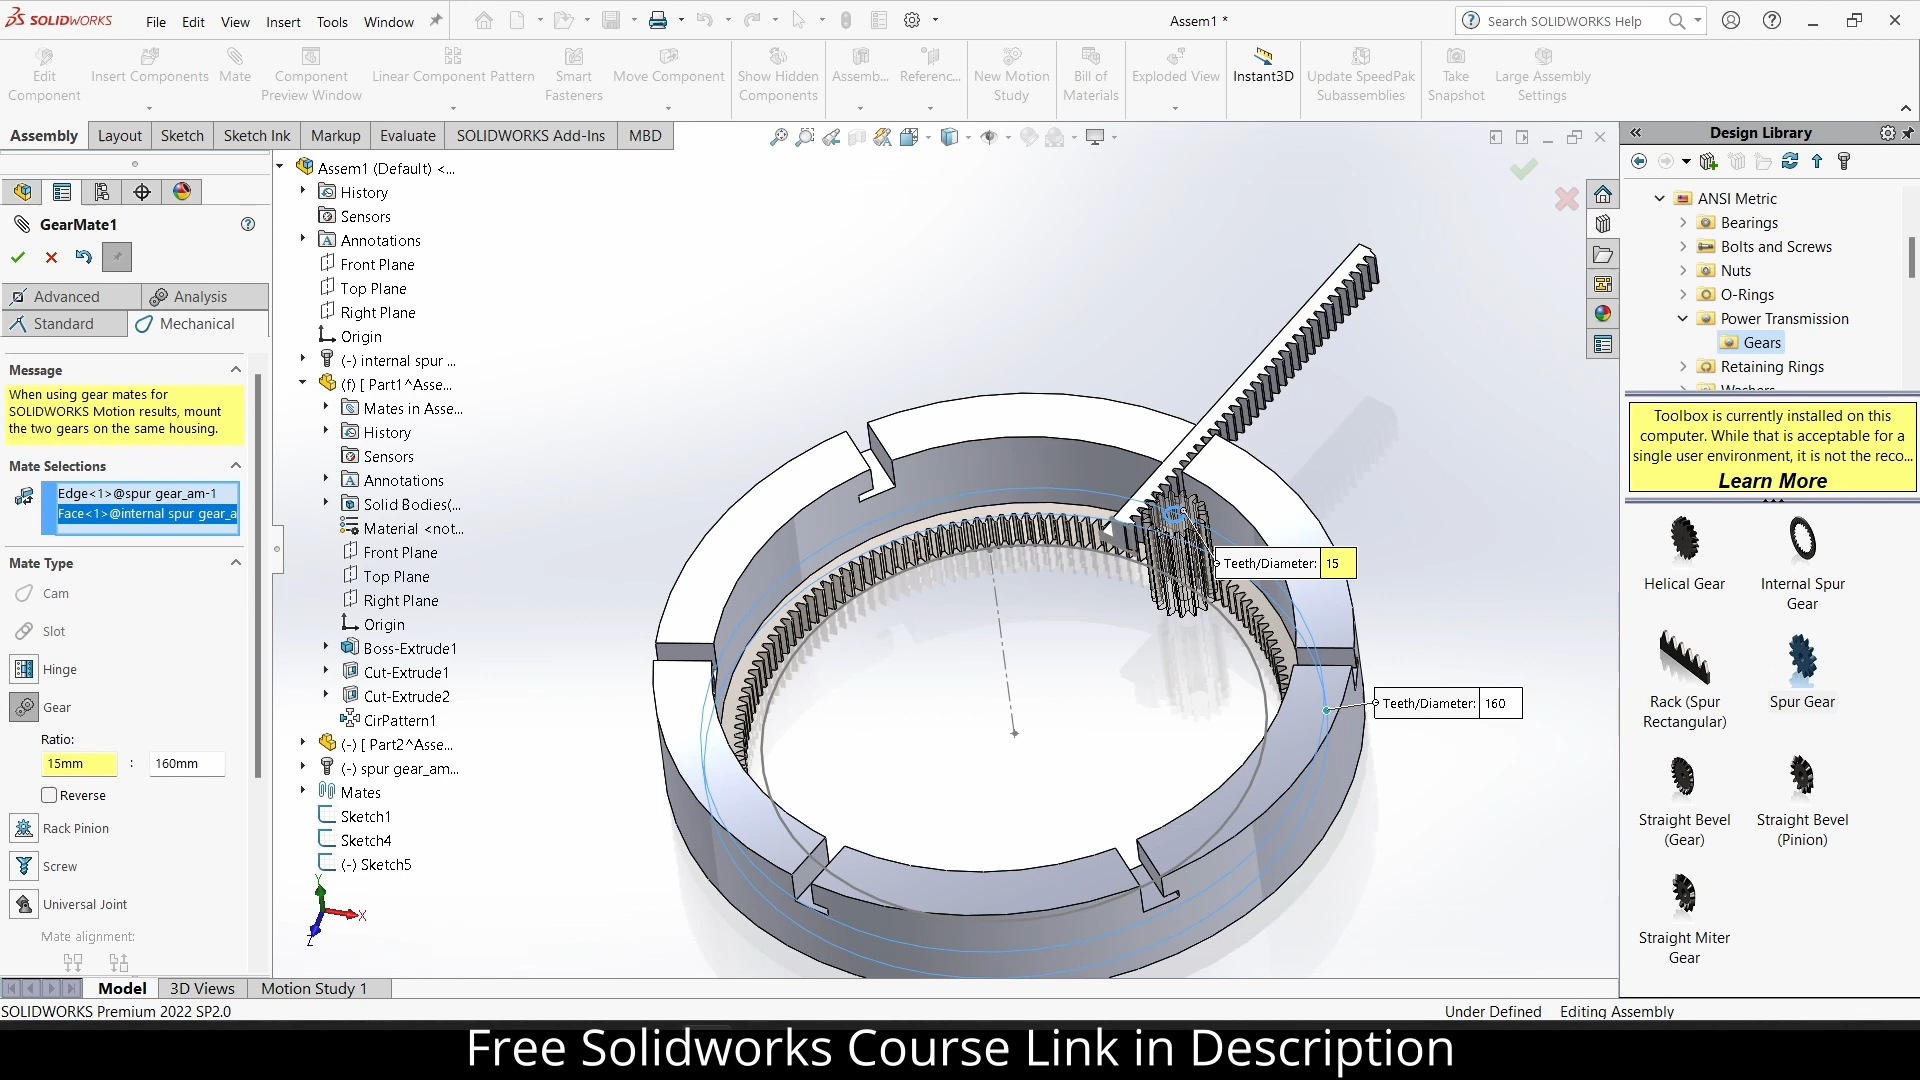 SOLIDWORKS File Edit View Insert Tools Window Assem1 * Search SOLIDWORKS Help
Edit Component
Insert Components
Mate
Component Preview Window
Linear Component Pattern
Smart Fasteners
Move Component
Show Hidden Components
Assemb...
Referenc...
New Motion Study
Bill of Materials
Exploded View
Instant3D
Update SpeedPak Subassemblies
Take Snapshot
Large Assembly Settings
Assembly Layout Sketch Sketch Ink Markup Evaluate SOLIDWORKS Add-Ins MBD
GearMate1
Advanced Analysis
Standard Mechanical
Message
When using gear mates for
SOLIDWORKS Motion results, mount
the two gears on the same housing.
Mate Selections
Edge<1>@spur gear_am-1
Face<1>@internal spur gear_a
Mate Type
Cam
Slot
Hinge
Gear
Ratio:
15mm : 160mm
Reverse
Rack Pinion
Screw
Universal Joint
Mate alignment:
Assem1 (Default) <...
History
Sensors
Annotations
Front Plane
Top Plane
Right Plane
Origin
(-) internal spur ...
(f) [ Part1^Asse...
Mates in Asse...
History
Sensors
Annotations
Solid Bodies(...
Material <not...
Front Plane
Top Plane
Right Plane
Origin
Boss-Extrude1
Cut-Extrude1
Cut-Extrude2
CirPattern1
(-) [ Part2^Asse...
(-) spur gear_am...
Mates
Sketch1
Sketch4
(-) Sketch5
Y
X
Z
Teeth/Diameter: 15
Teeth/Diameter: 160
Design Library
ANSI Metric
Bearings
Bolts and Screws
Nuts
O-Rings
Power Transmission
Gears
Retaining Rings
Washers
Toolbox is currently installed on this
computer. While that is acceptable for a
single user environment, it is not the reco...
Learn More
Helical Gear
Internal Spur
Gear
Rack (Spur
Rectangular)
Spur Gear
Straight Bevel
(Gear)
Straight Bevel
(Pinion)
Straight Miter
Gear
Model 3D Views Motion Study 1
SOLIDWORKS Premium 2022 SP2.0 Under Defined Editing Assembly
Free Solidworks Course Link in Description